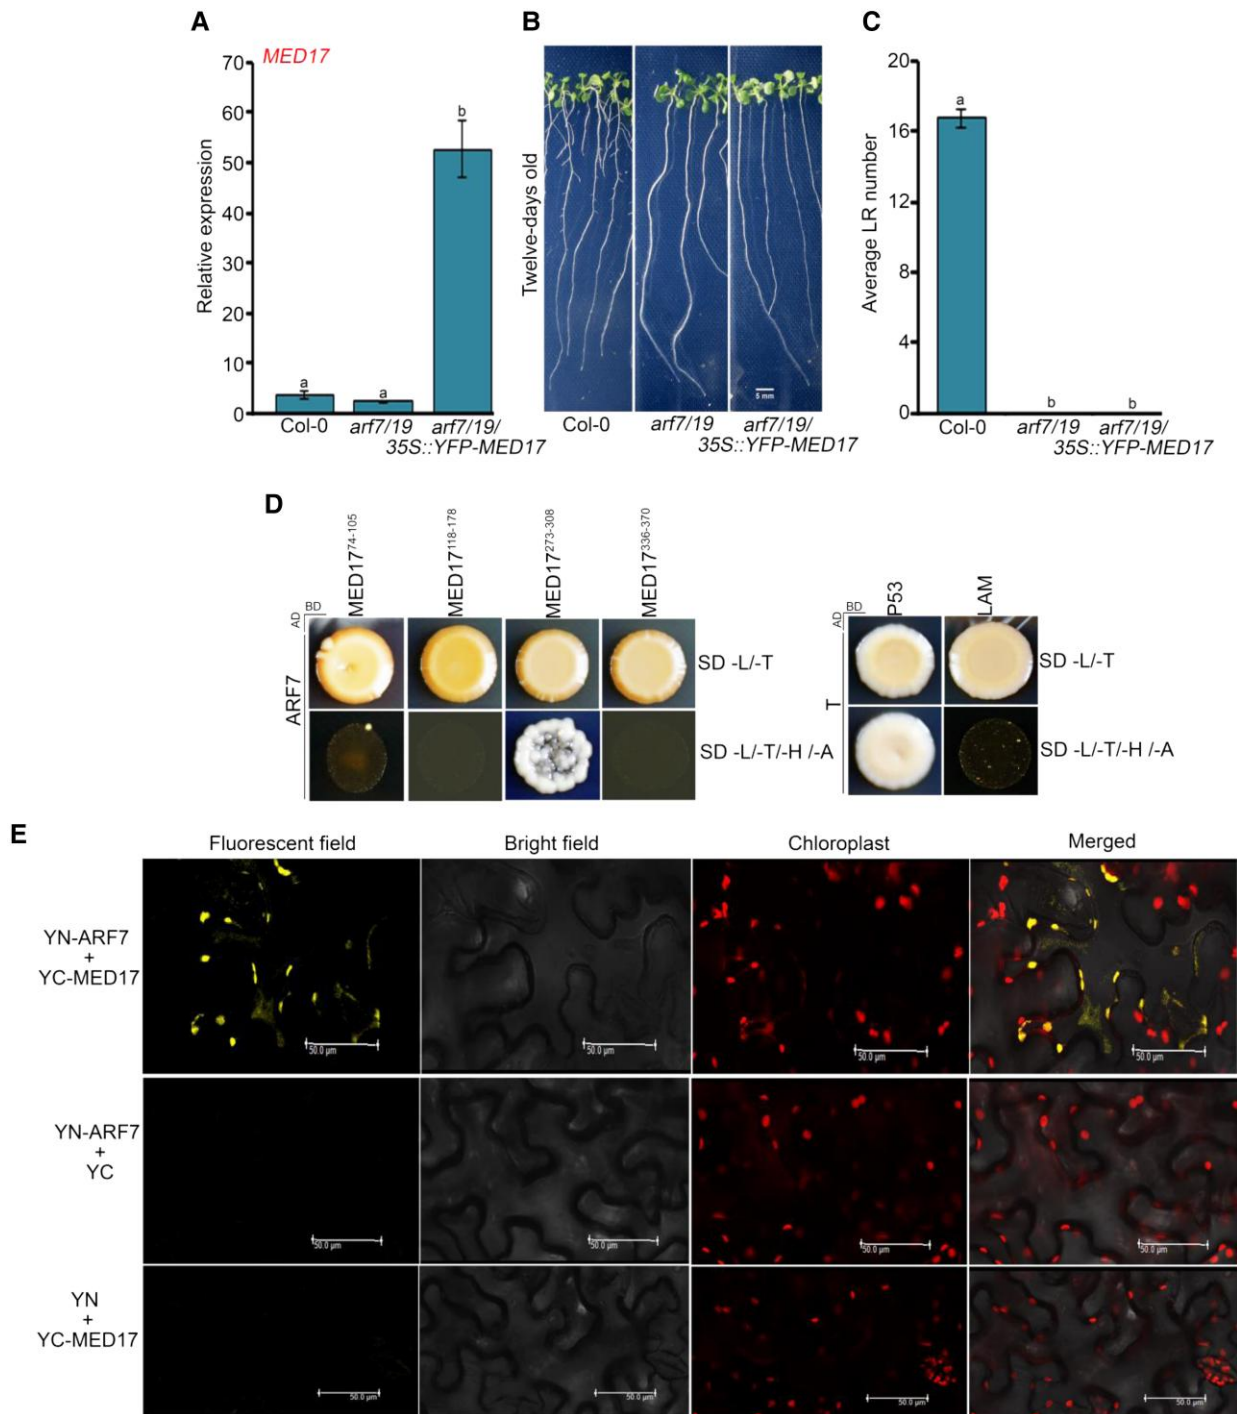 A
B
C
MED17
Relative expression
70
60
50
40
30
20
10
0
a
a
b
Col-0
arf7/19
arf7/19/
35S::YFP-MED17
Twelve-days old
5 mm
Col-0
arf7/19
arf7/19/
35S::YFP-MED17
Average LR number
20
16
12
8
4
0
a
b
b
Col-0
arf7/19
arf7/19/
35S::YFP-MED17
D
BD
AD
MED17⁷⁴⁻¹⁰⁵
MED17¹¹⁸⁻¹⁷⁸
MED17²⁷³⁻³⁰⁸
MED17³³⁶⁻³⁷⁰
ARF7
SD -L/-T
SD -L/-T/-H /-A
BD
AD
P53
LAM
T
SD -L/-T
SD -L/-T/-H /-A
E
Fluorescent field
Bright field
Chloroplast
Merged
YN-ARF7
+
YC-MED17
50.0 µm
50.0 µm
50.0 µm
50.0 µm
YN-ARF7
+
YC
50.0 µm
50.0 µm
50.0 µm
50.0 µm
YN
+
YC-MED17
50.0 µm
50.0 µm
50.0 µm
50.0 µm